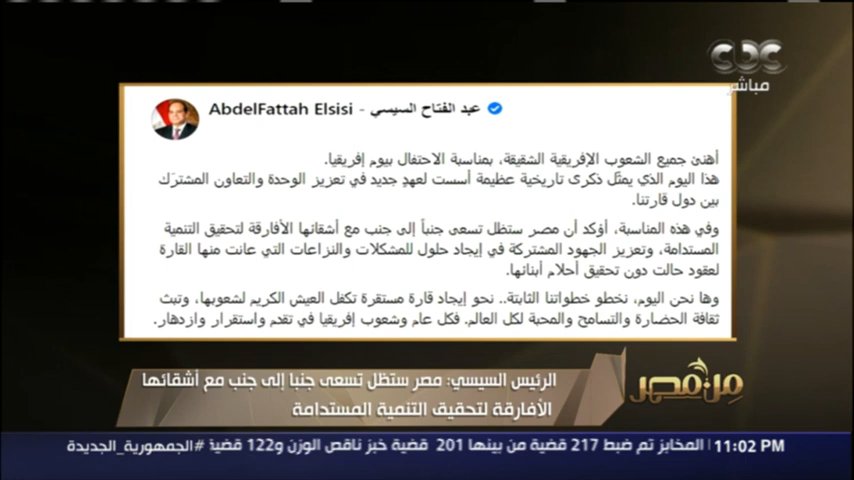 cbc
مباشر
AbdelFattah Elsisi - عبد الفتاح السيسي
أهنئ جميع الشعوب الإفريقية الشقيقة، بمناسبة الاحتفال بيوم إفريقيا.
هذا اليوم الذي يمثّل ذكرى تاريخية عظيمة أسست لعهدٍ جديد في تعزيز الوحدة والتعاون المشترك
بين دول قارتنا.
وفي هذه المناسبة، أؤكد أن مصر ستظل تسعى جنباً إلى جنب مع أشقائها الأفارقة لتحقيق التنمية
المستدامة، وتعزيز الجهود المشتركة في إيجاد حلول للمشكلات والنزاعات التي عانت منها القارة
لعقود حالت دون تحقيق أحلام أبنائها.
وها نحن اليوم، نخطو خطواتنا الثابتة.. نحو إيجاد قارة مستقرة تكفل العيش الكريم لشعوبها، وتبث
ثقافة الحضارة والتسامح والمحبة لكل العالم. فكل عام وشعوب إفريقيا في تقدم واستقرار وازدهار.
الرئيس السيسي: مصر ستظل تسعى جنبا إلى جنب مع أشقائها
الأفارقة لتحقيق التنمية المستدامة
من مصر
11:02 PM
المخابز تم ضبط 217 قضية من بينها 201 قضية خبز ناقص الوزن و122 قضية #الجمهورية_الجديدة